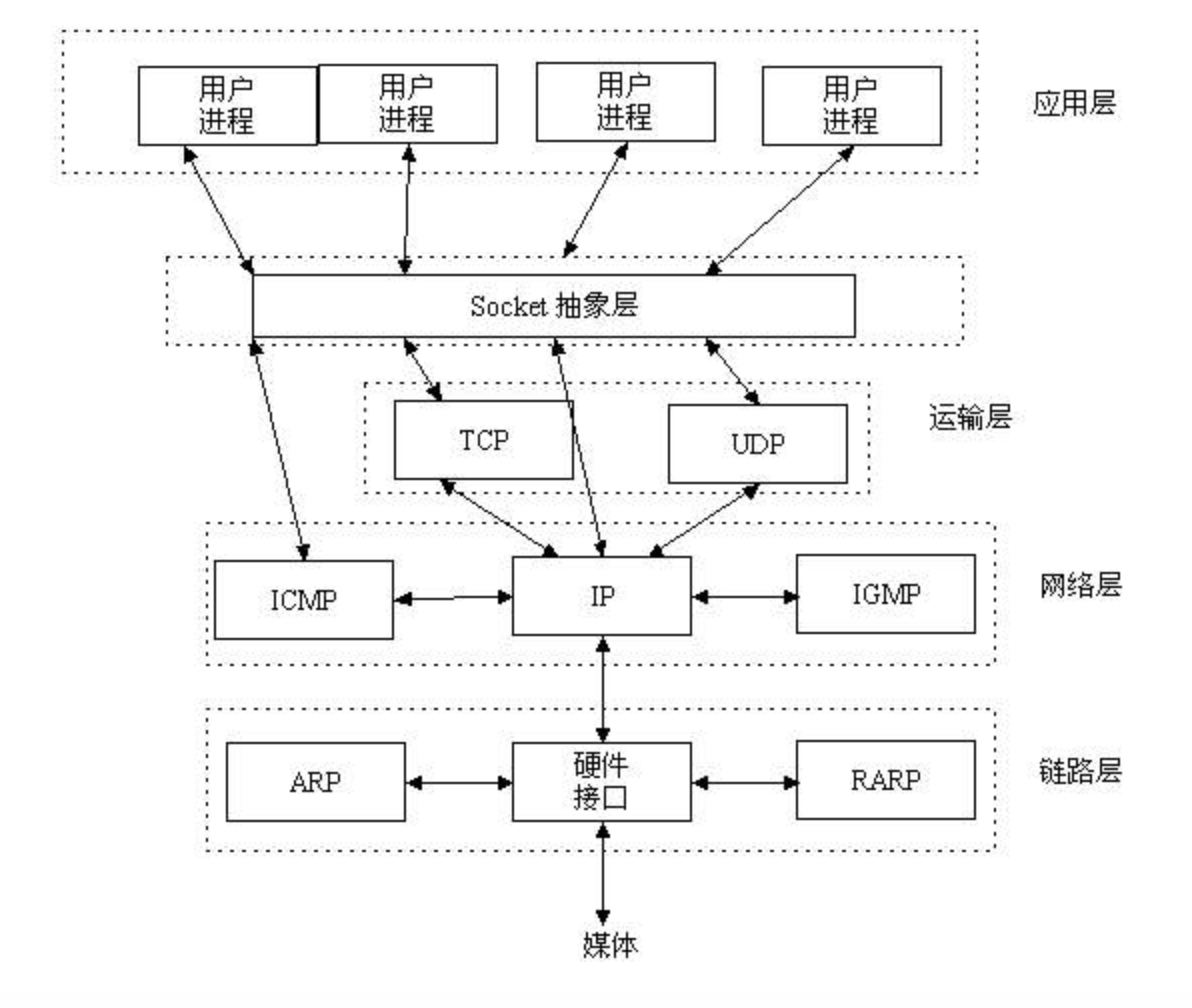 用户
进程
用户
进程
用户
进程
用户
进程
应用层
Socket 抽象层
运输层
TCP
UDP
网络层
ICMP
IP
IGMP
链路层
ARP
硬件
接口
RARP
媒体